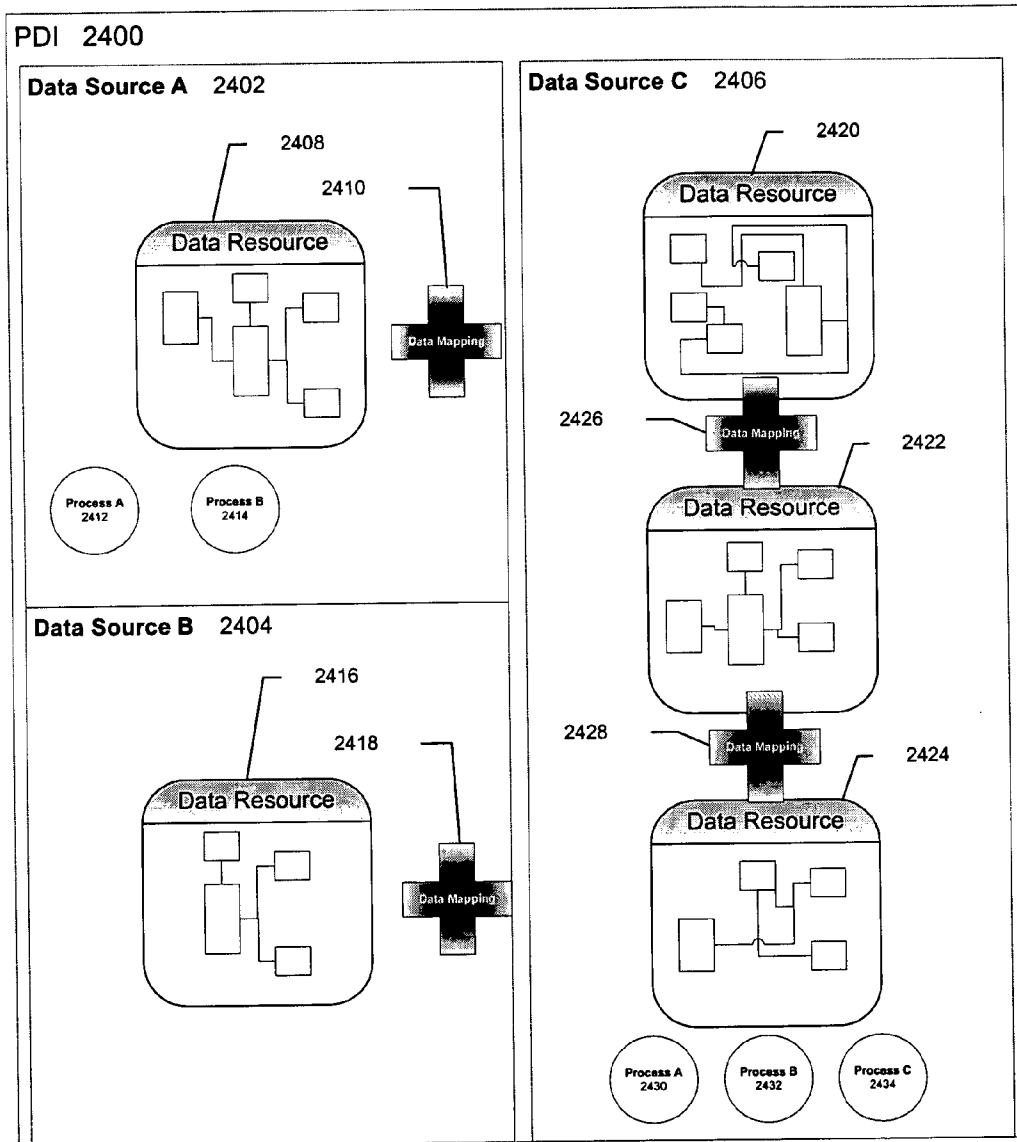 PDI 2400
Data Source A 2402
2408
2410
Data Resource
Data Mapping
Process A
2412
Process B
2414
Data Source B 2404
2416
2418
Data Resource
Data Mapping
Data Source C 2406
2420
Data Resource
2426
Data Mapping
2422
Data Resource
2428
Data Mapping
2424
Data Resource
Process A
2430
Process B
2432
Process C
2434